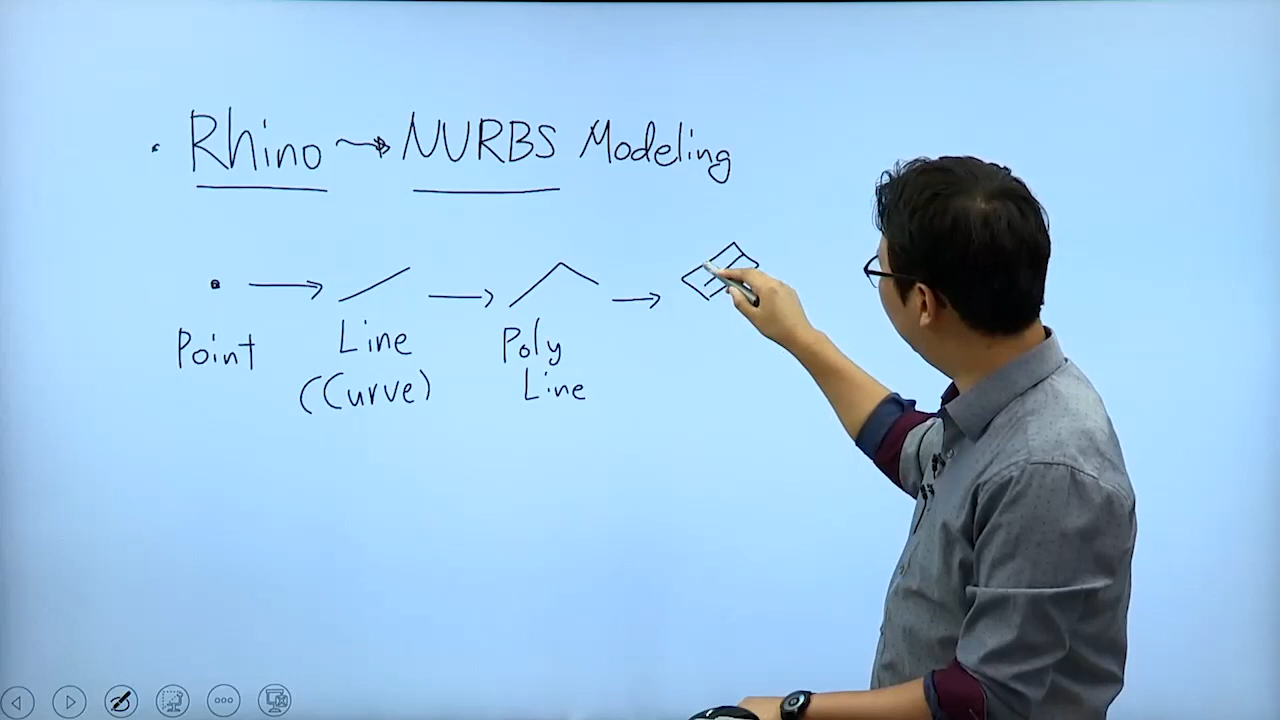 Rhino → NURBS Modeling
Point → Line → Poly →
(Curve) Line